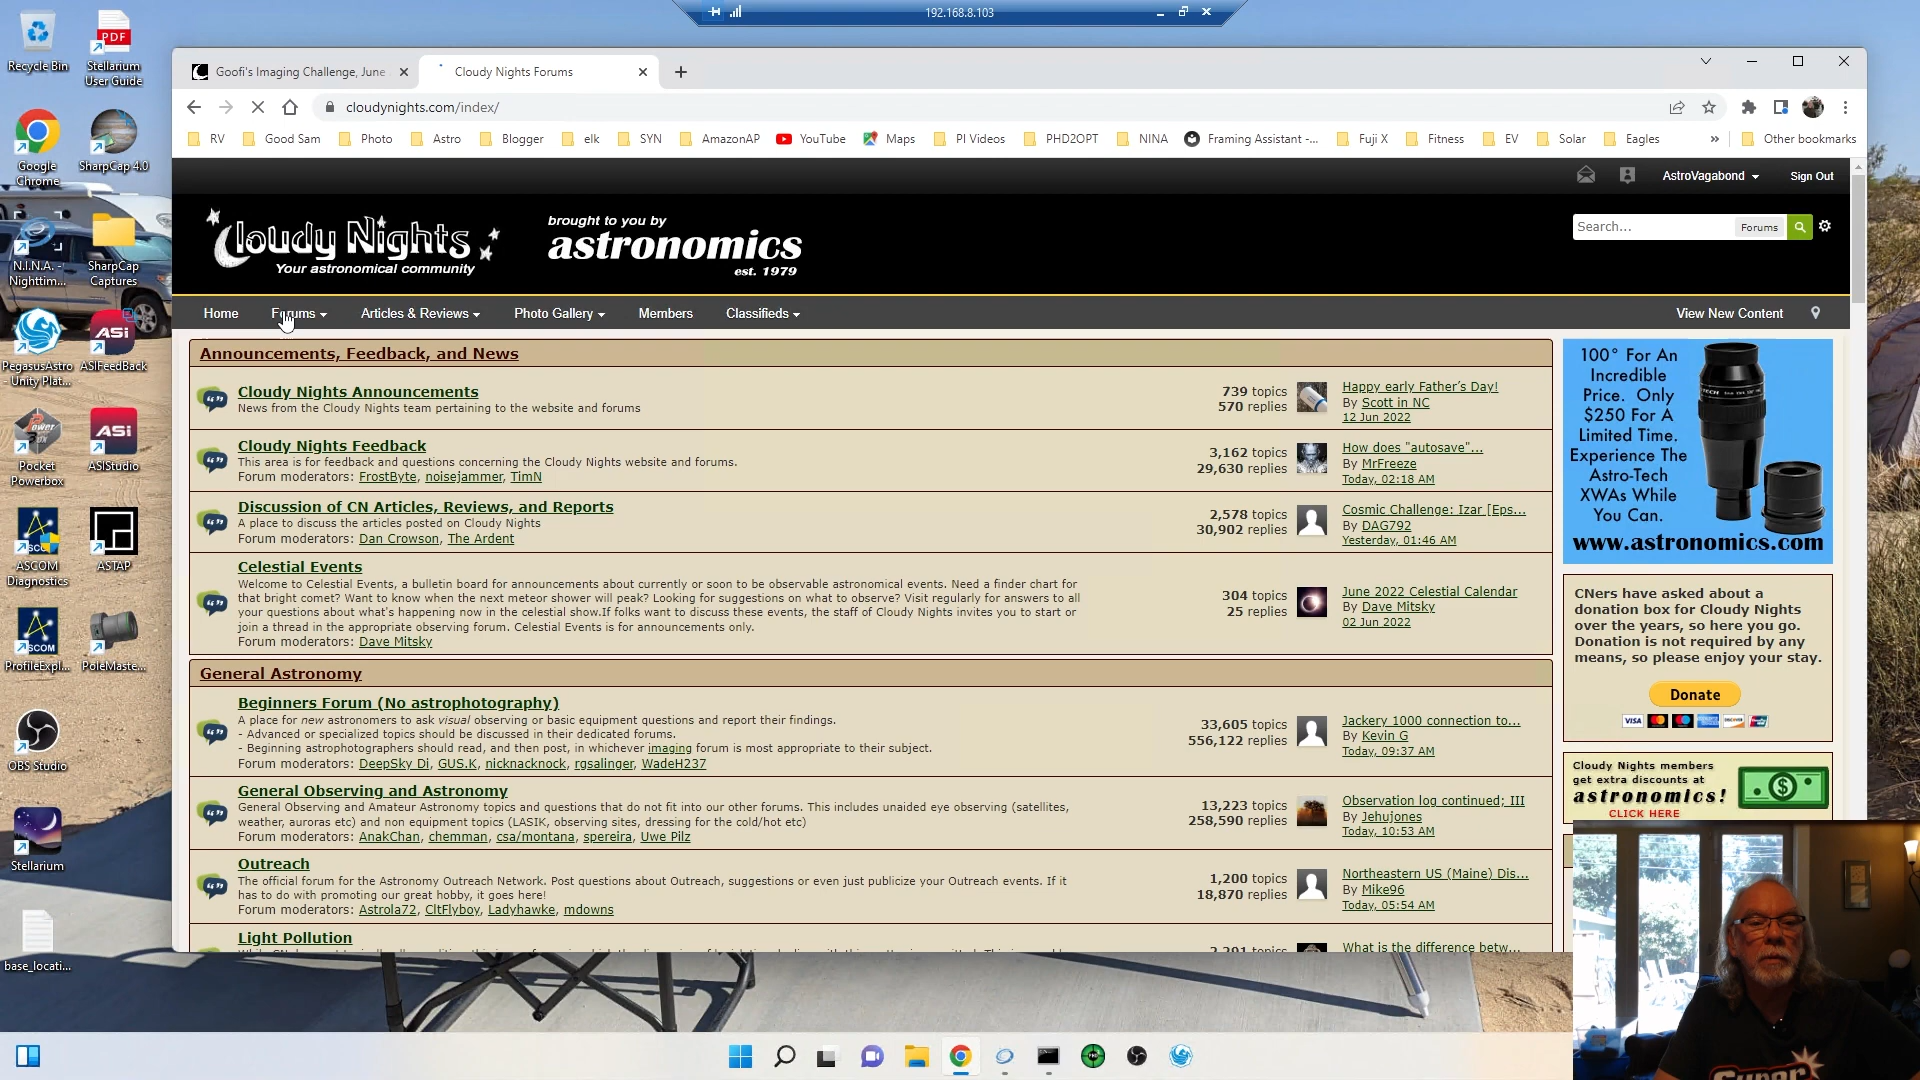 192.168.8.103
Goofi's Imaging Challenge, June
Cloudy Nights Forums
cloudynights.com/index/
RV
Good Sam
Photo
Astro
Blogger
elk
SYN
AmazonAP
YouTube
Maps
PI Videos
PHD2OPT
NINA
Framing Assistant -...
Fuji X
Fitness
EV
Solar
Eagles
»
Other bookmarks
Recycle Bin
PDF
Stellarium
User Guide
Google
Chrome
SharpCap 4.0
N.I.N.A. -
Nighttim...
SharpCap
Captures
PegasusAstro
- Unity Plat...
ASI
ASIFeedBack
Pocket
Powerbox
ASI
ASIStudio
ASCOM
Diagnostics
ASTAP
ProfileExpl...
PoleMaste...
OBS Studio
Stellarium
base_locati...
AstroVagabond
Sign Out
Cloudy Nights
Your astronomical community
brought to you by
astronomics
est. 1979
Search...
Forums
Home
Forums
Articles & Reviews
Photo Gallery
Members
Classifieds
View New Content
Announcements, Feedback, and News
Cloudy Nights Announcements
News from the Cloudy Nights team pertaining to the website and forums
739 topics
570 replies
Happy early Father's Day!
By Scott in NC
12 Jun 2022
Cloudy Nights Feedback
This area is for feedback and questions concerning the Cloudy Nights website and forums.
Forum moderators: FrostByte, noisejammer, TimN
3,162 topics
29,630 replies
How does "autosave"...
By MrFreeze
Today, 02:18 AM
Discussion of CN Articles, Reviews, and Reports
A place to discuss the articles posted on Cloudy Nights
Forum moderators: Dan Crowson, The Ardent
2,578 topics
30,902 replies
Cosmic Challenge: Izar [Eps...
By DAG792
Yesterday, 01:46 AM
Celestial Events
Welcome to Celestial Events, a bulletin board for announcements about currently or soon to be observable astronomical events. Need a finder chart for
that bright comet? Want to know when the next meteor shower will peak? Looking for suggestions on what to observe? Visit regularly for answers to all
your questions about what's happening now in the celestial show.If folks want to discuss these events, the staff of Cloudy Nights invites you to start or
join a thread in the appropriate observing forum. Celestial Events is for announcements only.
Forum moderators: Dave Mitsky
304 topics
25 replies
June 2022 Celestial Calendar
By Dave Mitsky
02 Jun 2022
General Astronomy
Beginners Forum (No astrophotography)
A place for new astronomers to ask visual observing or basic equipment questions and report their findings.
- Advanced or specialized topics should be discussed in their dedicated forums.
- Beginning astrophotographers should read, and then post, in whichever imaging forum is most appropriate to their subject.
Forum moderators: DeepSky Di, GUS.K, nicknacknock, rgsalinger, WadeH237
33,605 topics
556,122 replies
Jackery 1000 connection to...
By Kevin G
Today, 09:37 AM
General Observing and Astronomy
General Observing and Amateur Astronomy topics and questions that do not fit into our other forums. This includes unaided eye observing (satellites,
weather, auroras etc) and non equipment topics (LASIK, observing sites, dressing for the cold/hot etc)
Forum moderators: AnakChan, chemman, csa/montana, spereira, Uwe Pilz
13,223 topics
258,590 replies
Observation log continued; III
By Jehujones
Today, 10:53 AM
Outreach
The official forum for the Astronomy Outreach Network. Post questions about Outreach, suggestions or even just publicize your Outreach events. If it
has to do with promoting our great hobby, it goes here!
Forum moderators: Astrola72, CltFlyboy, Ladyhawke, mdowns
1,200 topics
18,870 replies
Northeastern US (Maine) Dis...
By Mike96
Today, 05:54 AM
Light Pollution
2,291 topics
What is the difference betw...
100° For An
Incredible
Price. Only
$250 For A
Limited Time.
Experience The
Astro-Tech
XWAs While
You Can.
www.astronomics.com
CNers have asked about a
donation box for Cloudy Nights
over the years, so here you go.
Donation is not required by any
means, so please enjoy your stay.
Donate
VISA
Cloudy Nights members
get extra discounts at
astronomics!
CLICK HERE